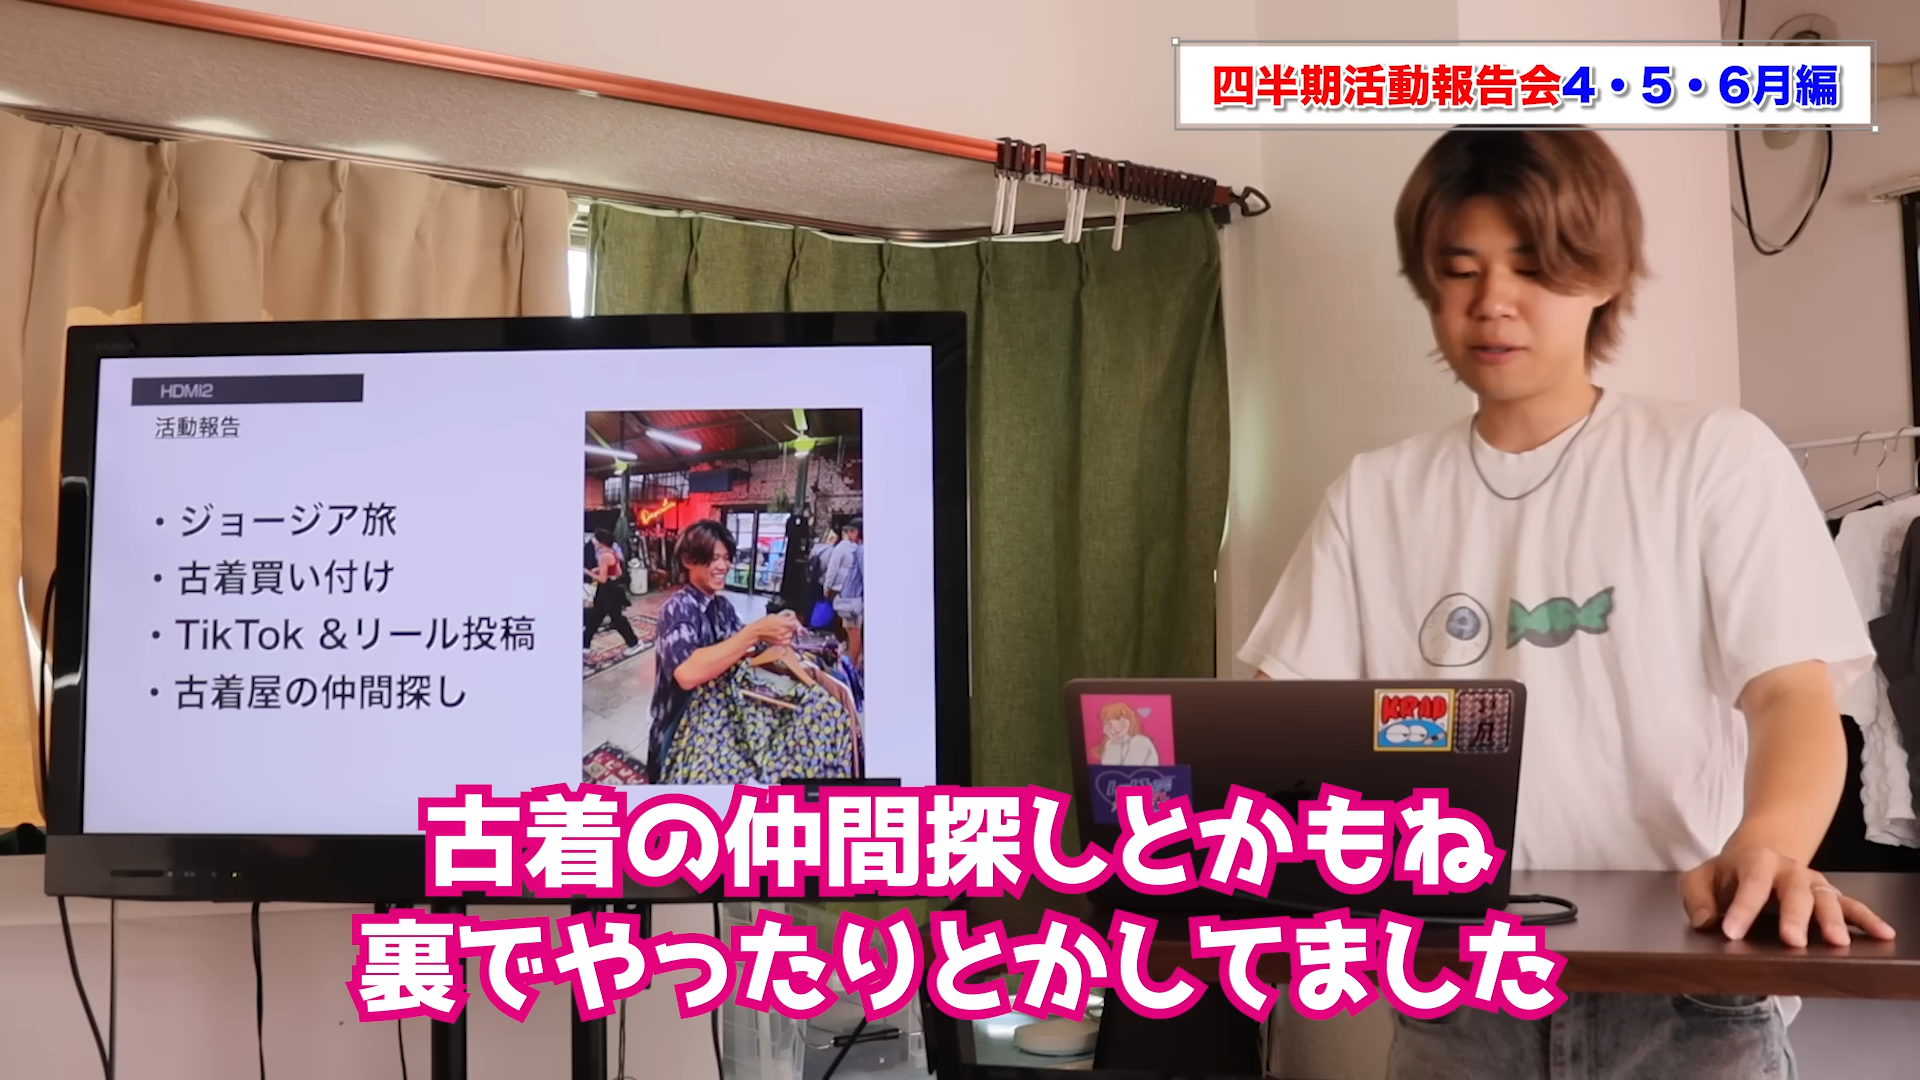 四半期活動報告会4・5・6月編
HDMI2
活動報告
・ジョージア旅
・古着買い付け
・TikTok &リール投稿
・古着屋の仲間探し
KRAP
古着の仲間探しとかもね
裏でやったりとかしてました